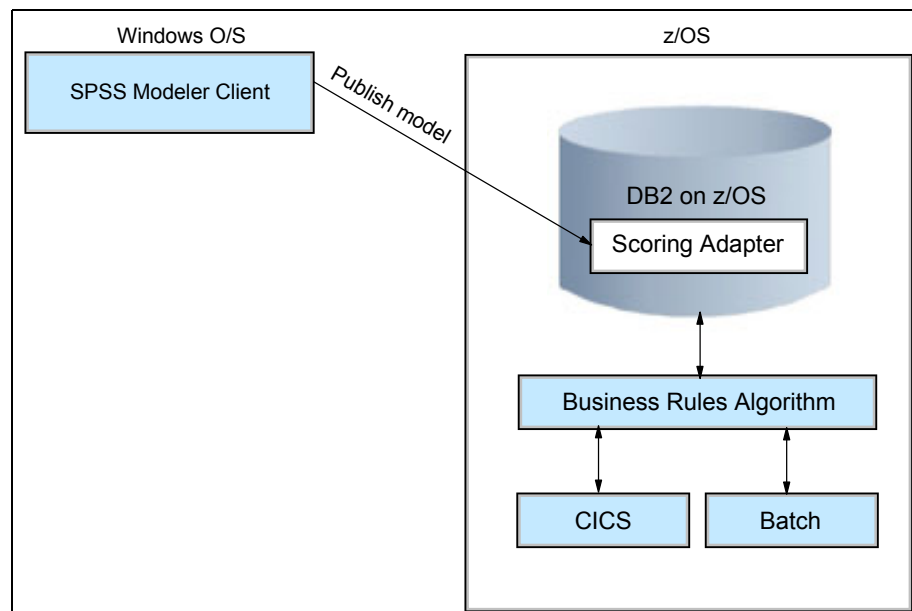 Windows O/S
SPSS Modeler Client
Publish model
z/OS
DB2 on z/OS
Scoring Adapter
Business Rules Algorithm
CICS
Batch